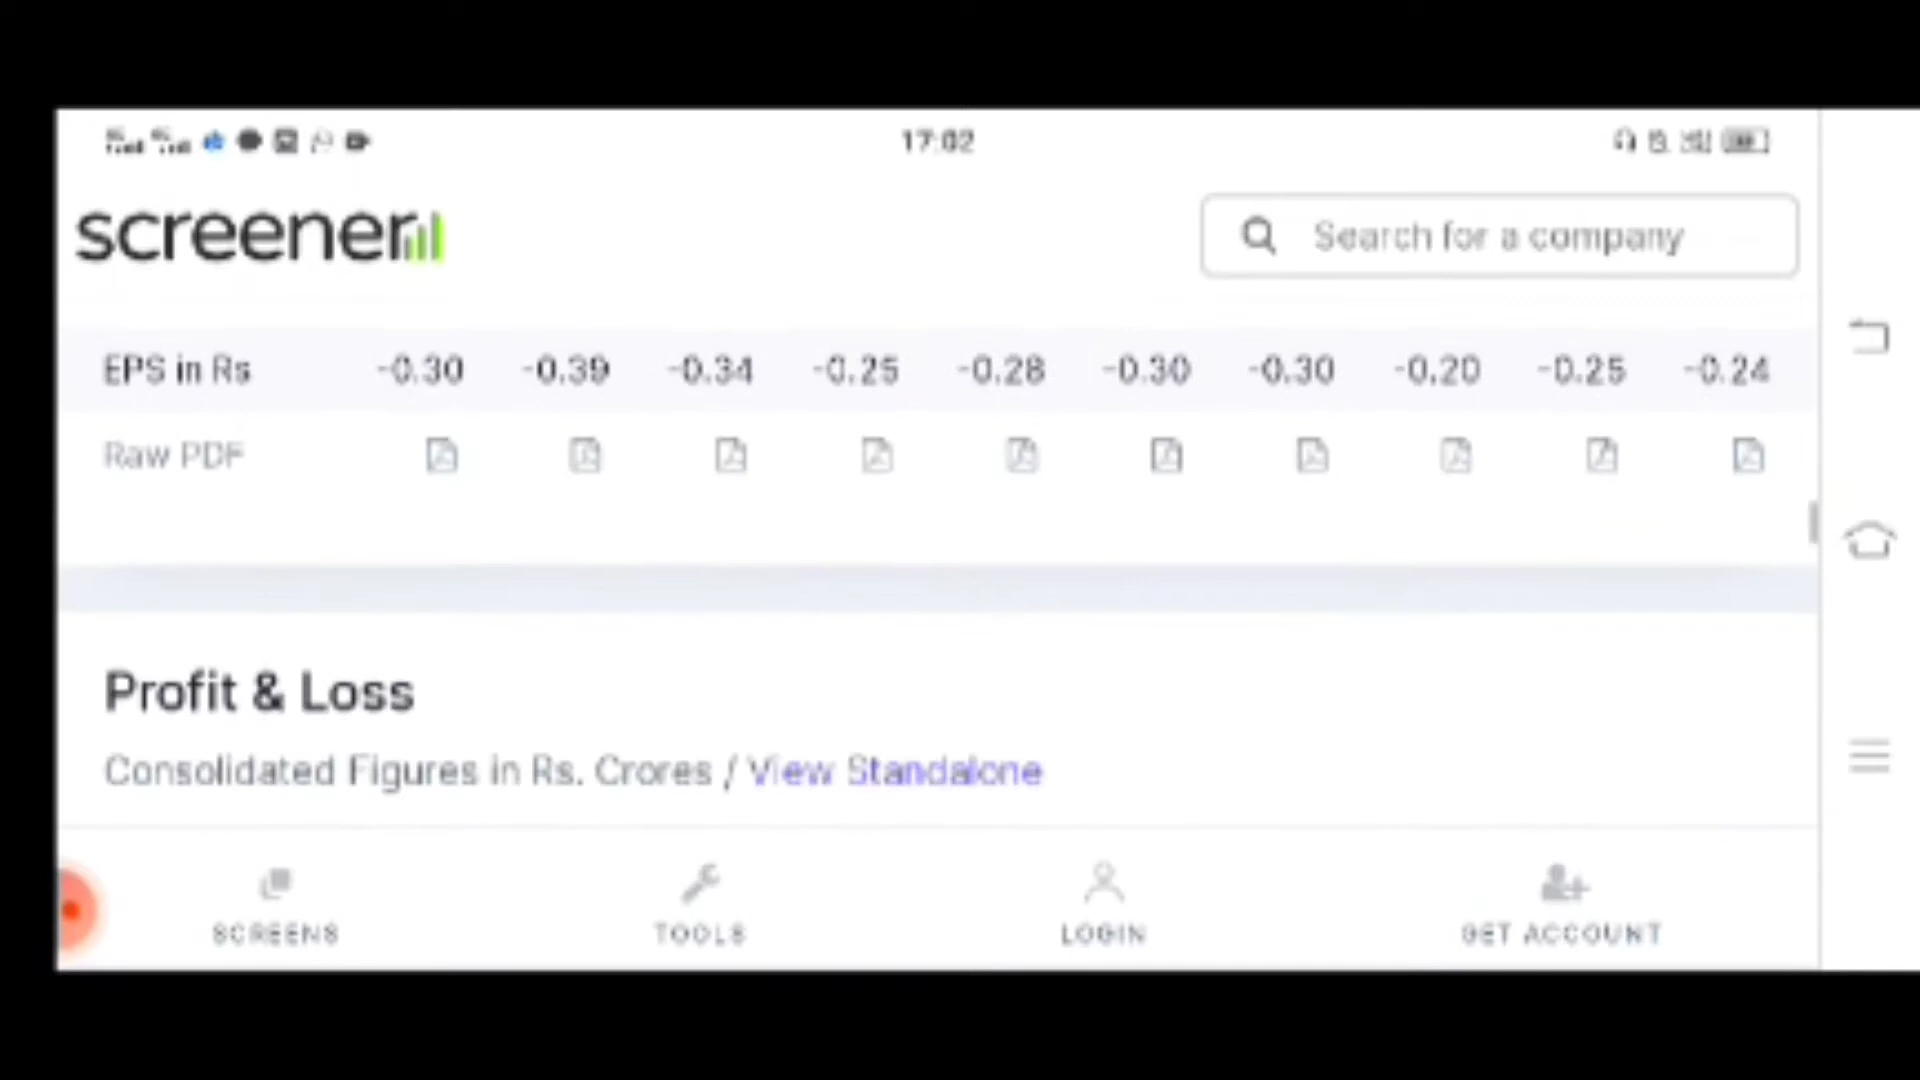 17:02
screener
Search for a company
EPS in Rs -0.30 -0.39 -0.34 -0.25 -0.28 -0.30 -0.30 -0.20 -0.25 -0.24
Raw PDF
Profit & Loss
Consolidated Figures in Rs. Crores / View Standalone
SCREENS TOOLS LOGIN GET ACCOUNT